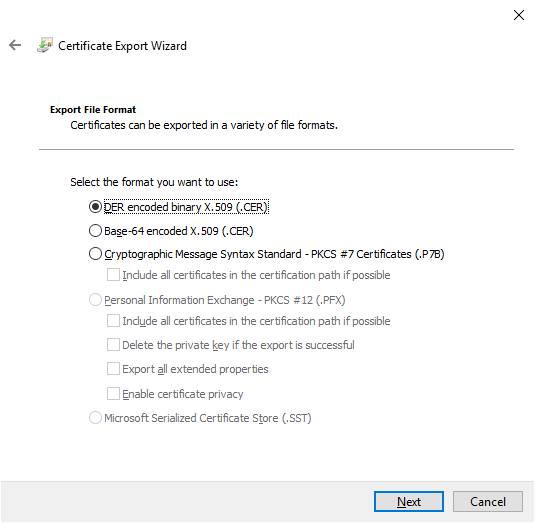 Certificate Export Wizard
Export File Format
Certificates can be exported in a variety of file formats.
Select the format you want to use:
DER encoded binary X.509 (.CER)
Base-64 encoded X.509 (.CER)
Cryptographic Message Syntax Standard - PKCS #7 Certificates (.P7B)
Include all certificates in the certification path if possible
Personal Information Exchange - PKCS #12 (.PFX)
Include all certificates in the certification path if possible
Delete the private key if the export is successful
Export all extended properties
Enable certificate privacy
Microsoft Serialized Certificate Store (.SST)
Next Cancel